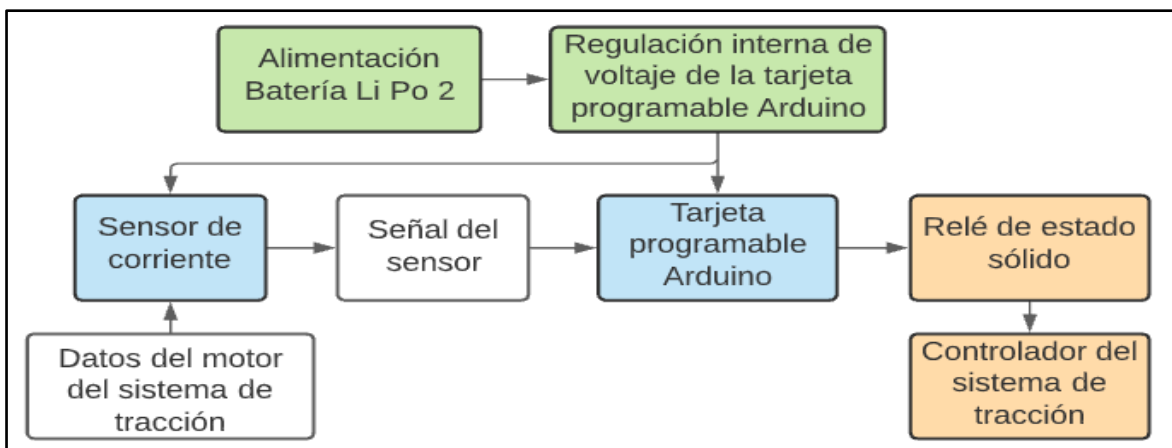 Alimentación
Batería Li Po 2
Regulación interna de
voltaje de la tarjeta
programable Arduino
Sensor de
corriente
Señal del
sensor
Tarjeta
programable
Arduino
Relé de estado
sólido
Datos del motor
del sistema de
tracción
Controlador del
sistema de
tracción